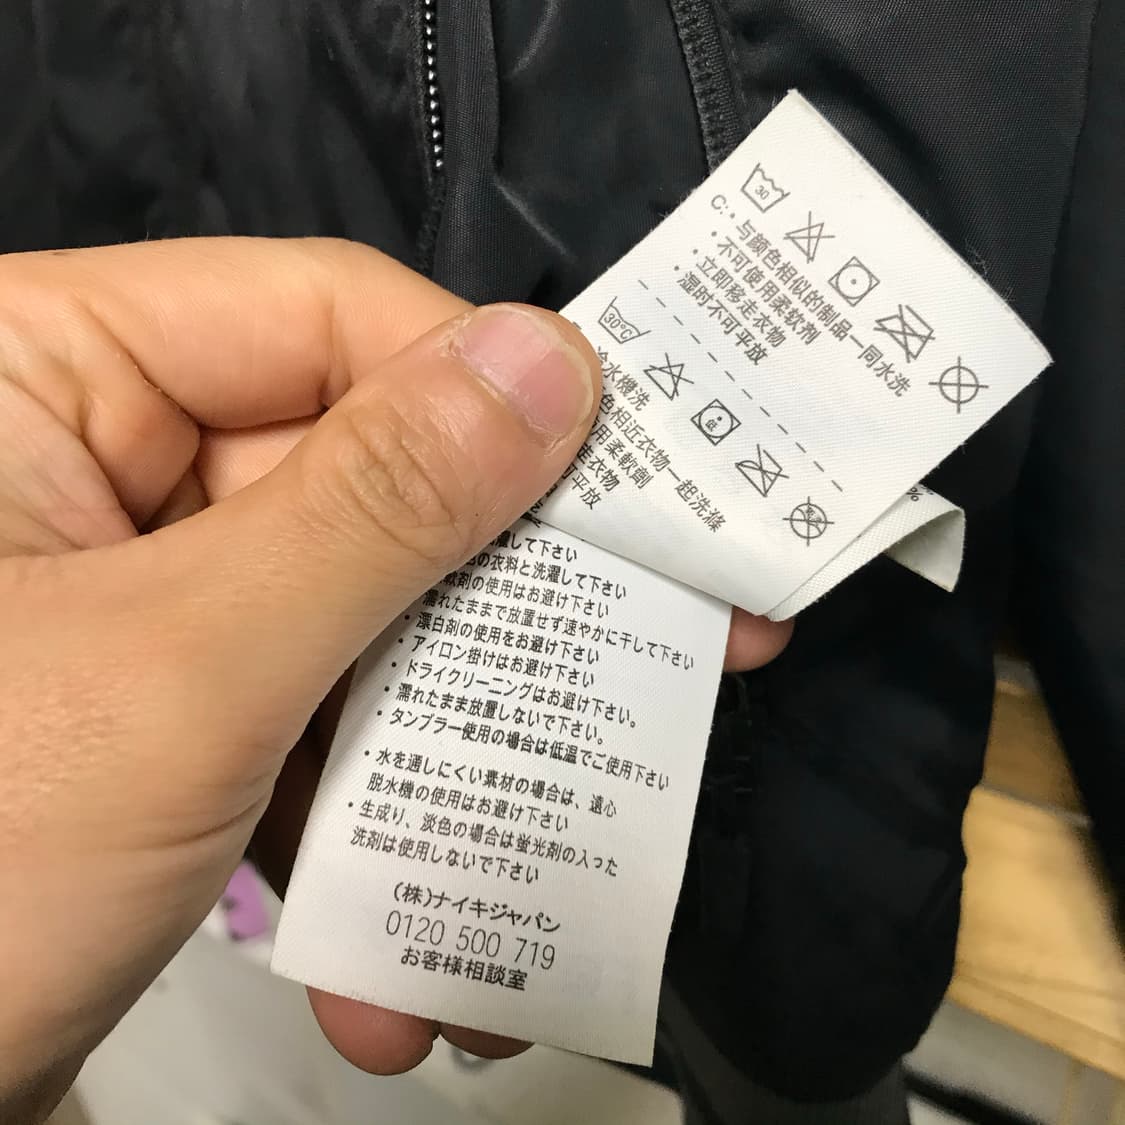 30
C: ・与颜色相似的制品一同水洗
・不可使用柔软剂
・立即移走衣物
・湿时不可平放
30℃
冷水機洗
色相近衣物一起洗滌
用柔軟劑
走衣物
可平放
低
%
濯して下さい
色の衣料と洗濯して下さい
軟剤の使用はお避け下さい
濡れたままで放置せず速やかに干して下さい
・漂白剤の使用をお避け下さい
・アイロン掛けはお避け下さい
・ドライクリーニングはお避け下さい。
・濡れたまま放置しないで下さい。
・タンブラー使用の場合は低温でご使用下さい
・水を通しにくい素材の場合は、遠心
脱水機の使用はお避け下さい
・生成り、淡色の場合は蛍光剤の入った
洗剤は使用しないで下さい
(株)ナイキジャパン
0120 500 719
お客様相談室